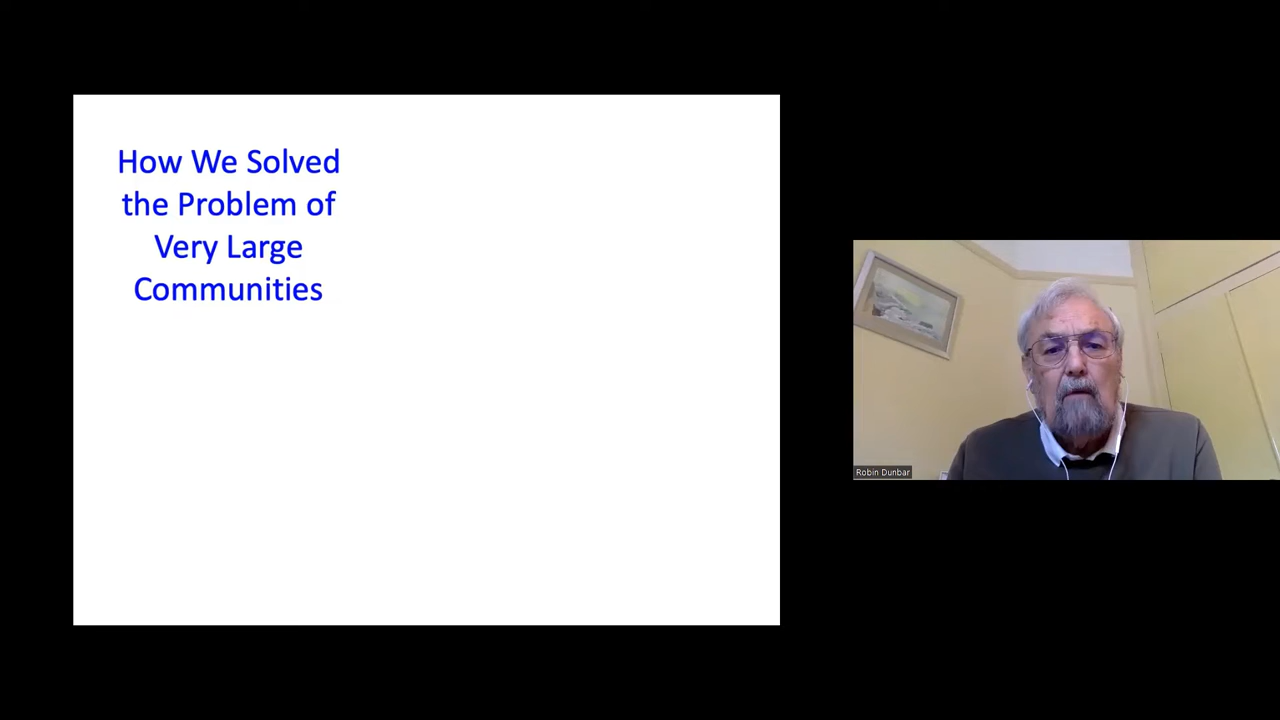 How We Solved
the Problem of
Very Large
Communities
Robin Dunbar